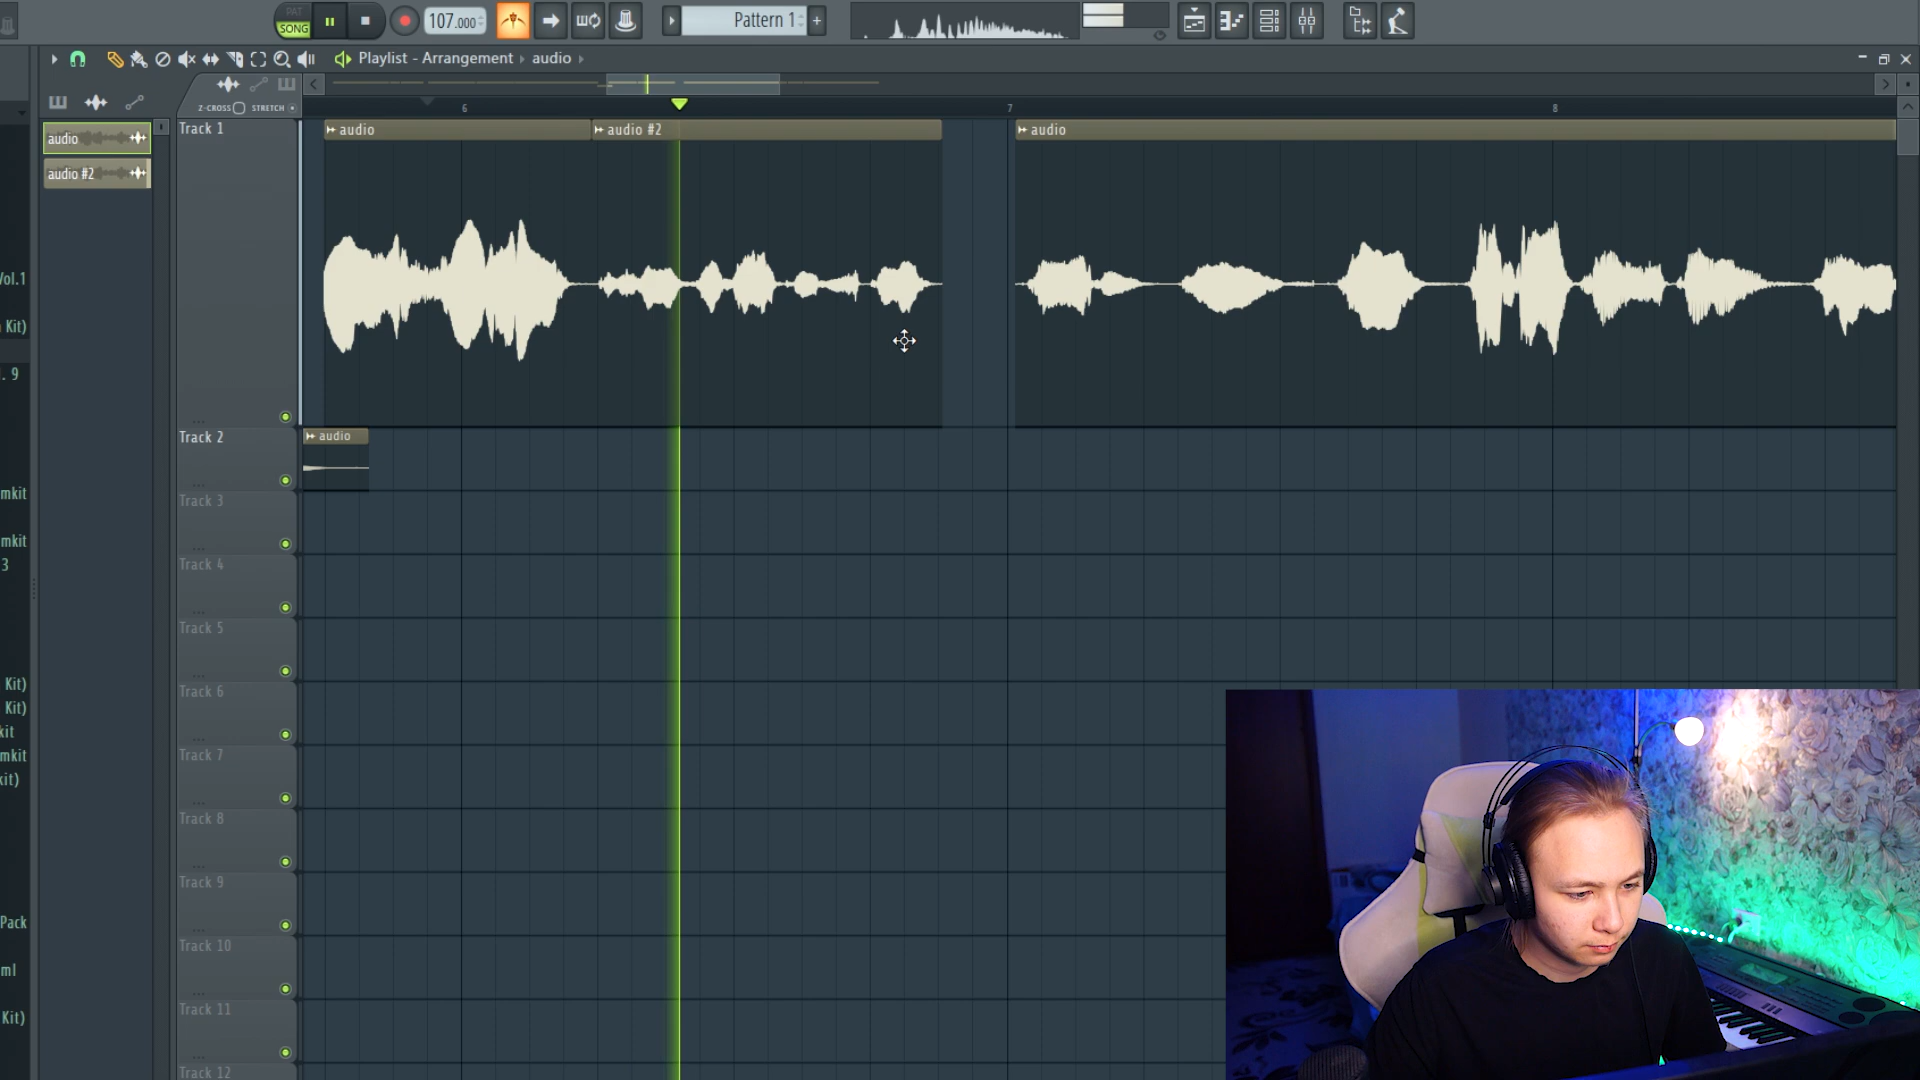 PAT
SONG
107.000
Pattern 1
+
Playlist - Arrangement › audio ›
Z-CROSS
STRETCH
6
7
8
audio
audio #2
Track 1
audio
audio #2
audio
Track 2
audio
Track 3
Track 4
Track 5
Track 6
Track 7
Track 8
Track 9
Track 10
Track 11
Track 12
Vol.1
Kit)
. 9
mkit
mkit
3
Kit)
Kit)
kit
mkit
kit)
Pack
ml
Kit)